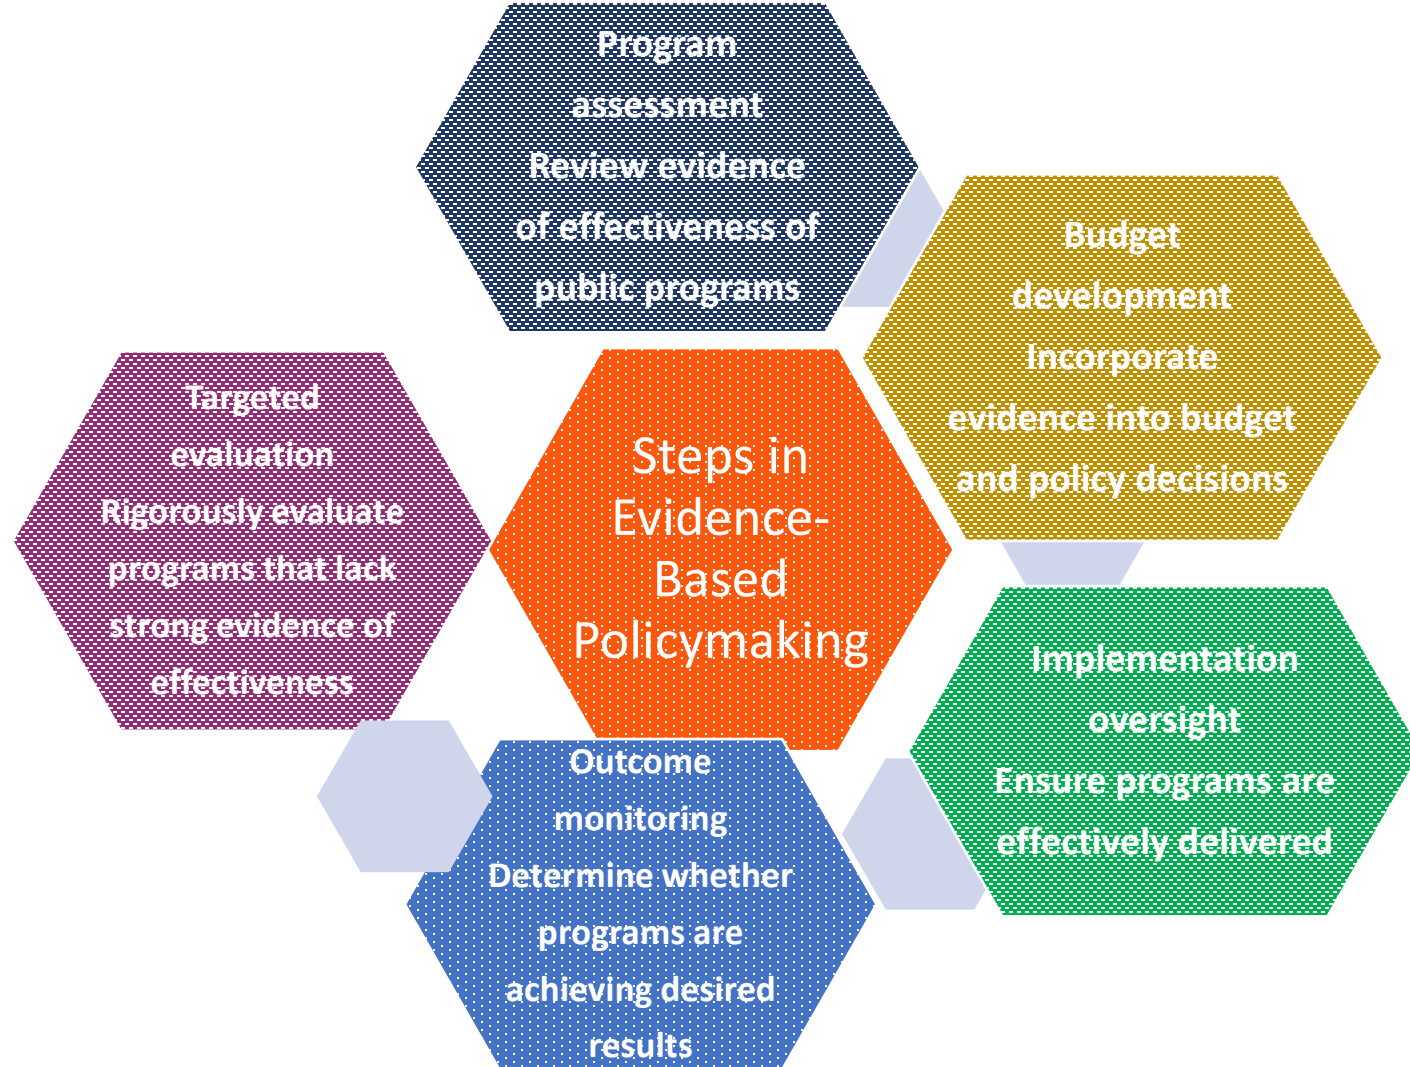 Program
assessment
Review evidence
of effectiveness of
public programs
Budget
development
Incorporate
evidence into budget
and policy decisions
Implementation
oversight
Ensure programs are
effectively delivered
Outcome
monitoring
Determine whether
programs are
achieving desired
results
Targeted
evaluation
Rigorously evaluate
programs that lack
strong evidence of
effectiveness
Steps in
Evidence-
Based
Policymaking